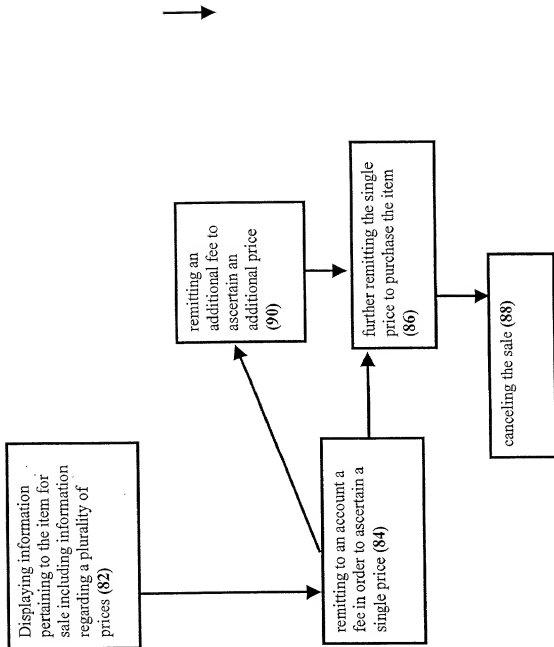 Displaying information
pertaining to the item for
sale including information
regarding a plurality of
prices (82)
remitting to an account a
fee in order to ascertain a
single price (84)
remitting an
additional fee to
ascertain an
additional price
(90)
further remitting the single
price to purchase the item
(86)
canceling the sale (88)